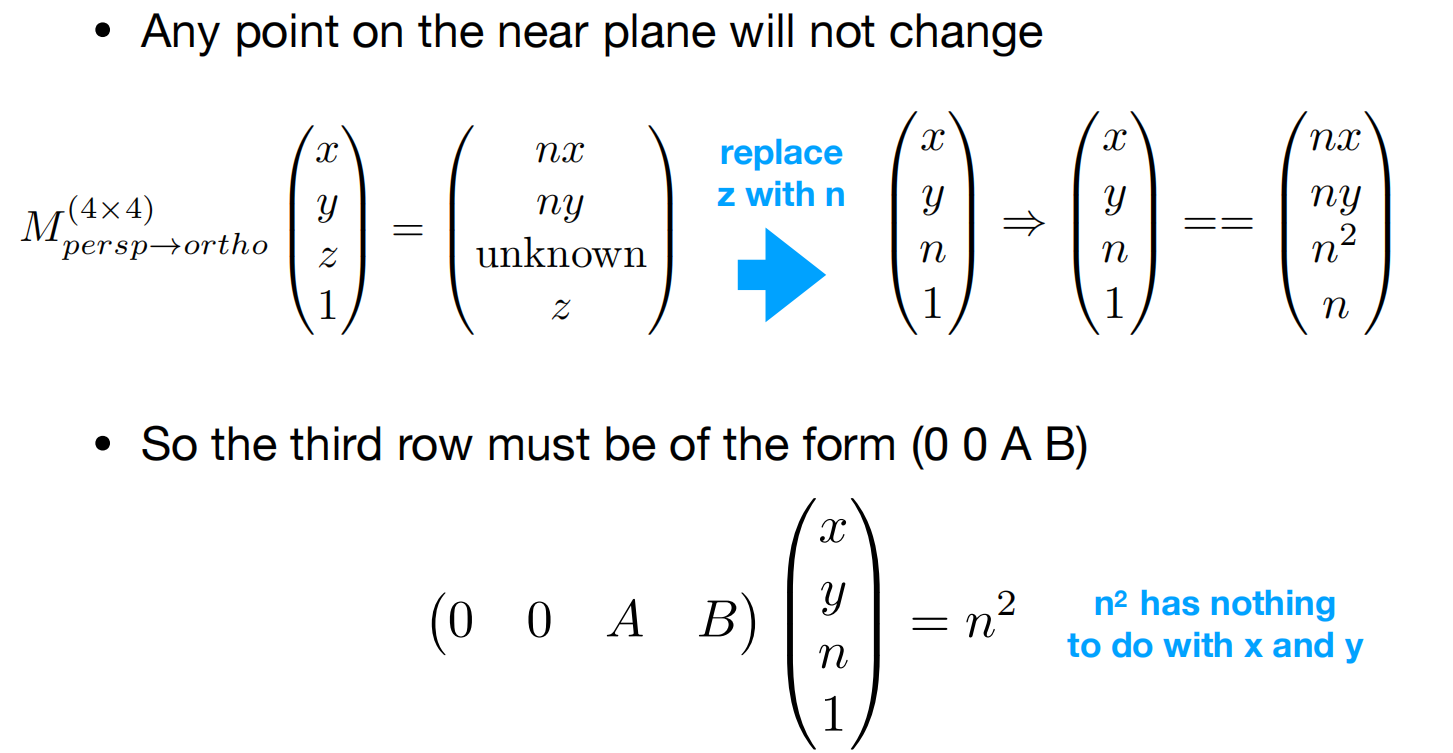 • Any point on the near plane will not change
$M_{persp \to ortho}^{(4 \times 4)} \begin{pmatrix} x \\ y \\ z \\ 1 \end{pmatrix} = \begin{pmatrix} nx \\ ny \\ \text{unknown} \\ z \end{pmatrix}$ replace z with n $\begin{pmatrix} x \\ y \\ n \\ 1 \end{pmatrix} \Rightarrow \begin{pmatrix} x \\ y \\ n \\ 1 \end{pmatrix} == \begin{pmatrix} nx \\ ny \\ n^2 \\ n \end{pmatrix}$
• So the third row must be of the form (0 0 A B)
$\begin{pmatrix} 0 & 0 & A & B \end{pmatrix} \begin{pmatrix} x \\ y \\ n \\ 1 \end{pmatrix} = n^2$ n² has nothing to do with x and y